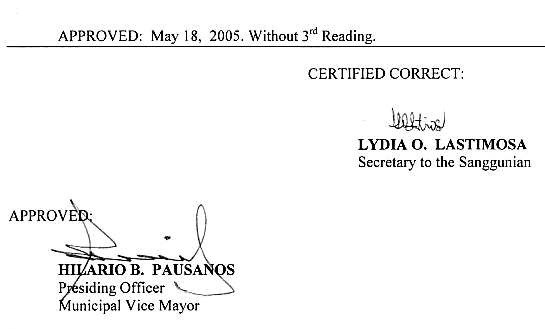 APPROVED: May 18, 2005. Without 3rd Reading.
CERTIFIED CORRECT:
LYDIA O. LASTIMOSA
Secretary to the Sanggunian
APPROVED:
HILARIO B. PAUSANOS
Presiding Officer
Municipal Vice Mayor